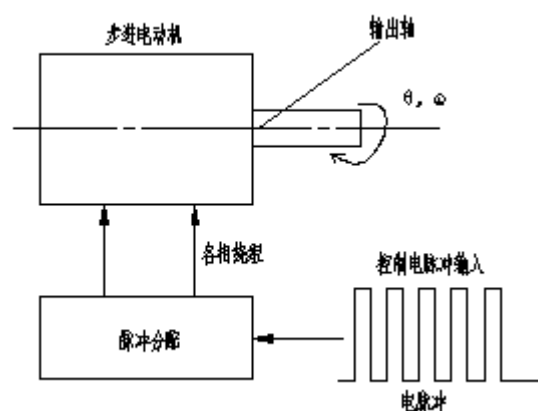 步进电动机
输出轴
θ, ω
各相绕组
控制电脉冲输入
脉冲分配
电脉冲